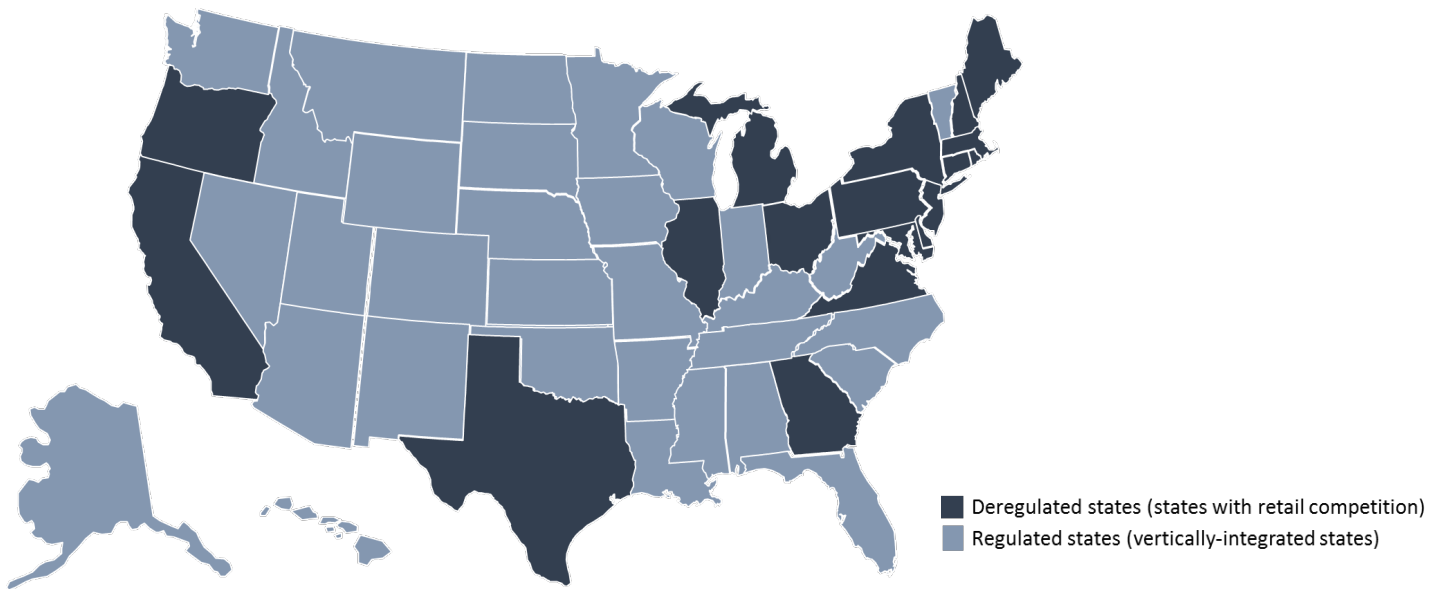 Deregulated states (states with retail competition)
Regulated states (vertically-integrated states)